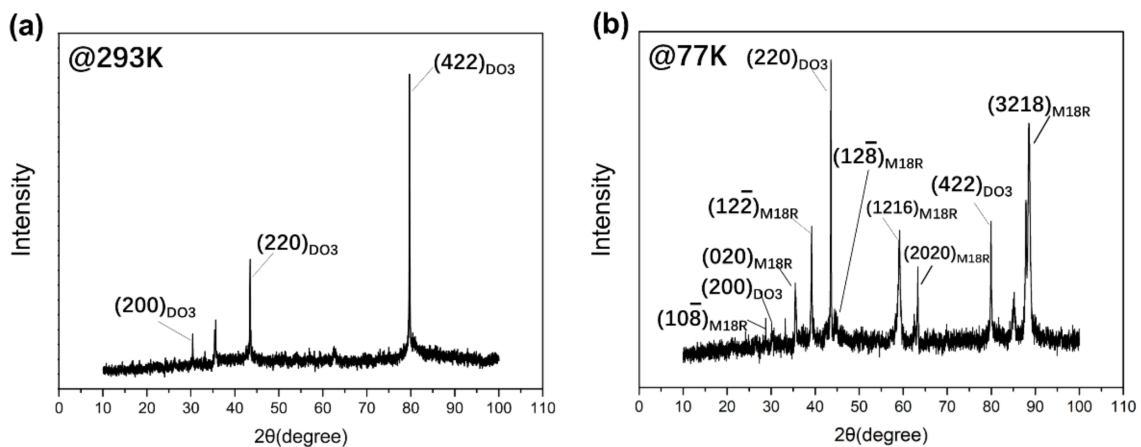 (a)
@293K
(422)DO3
(220)DO3
(200)DO3
Intensity
0 10 20 30 40 50 60 70 80 90 100 110
2θ(degree)
(b)
@77K
(220)DO3
(3218)M18R
(128̄)M18R
(422)DO3
(122̄)M18R
(1216)M18R
(020)M18R
(2020)M18R
(200)DO3
(108̄)M18R
Intensity
0 10 20 30 40 50 60 70 80 90 100 110
2θ(degree)